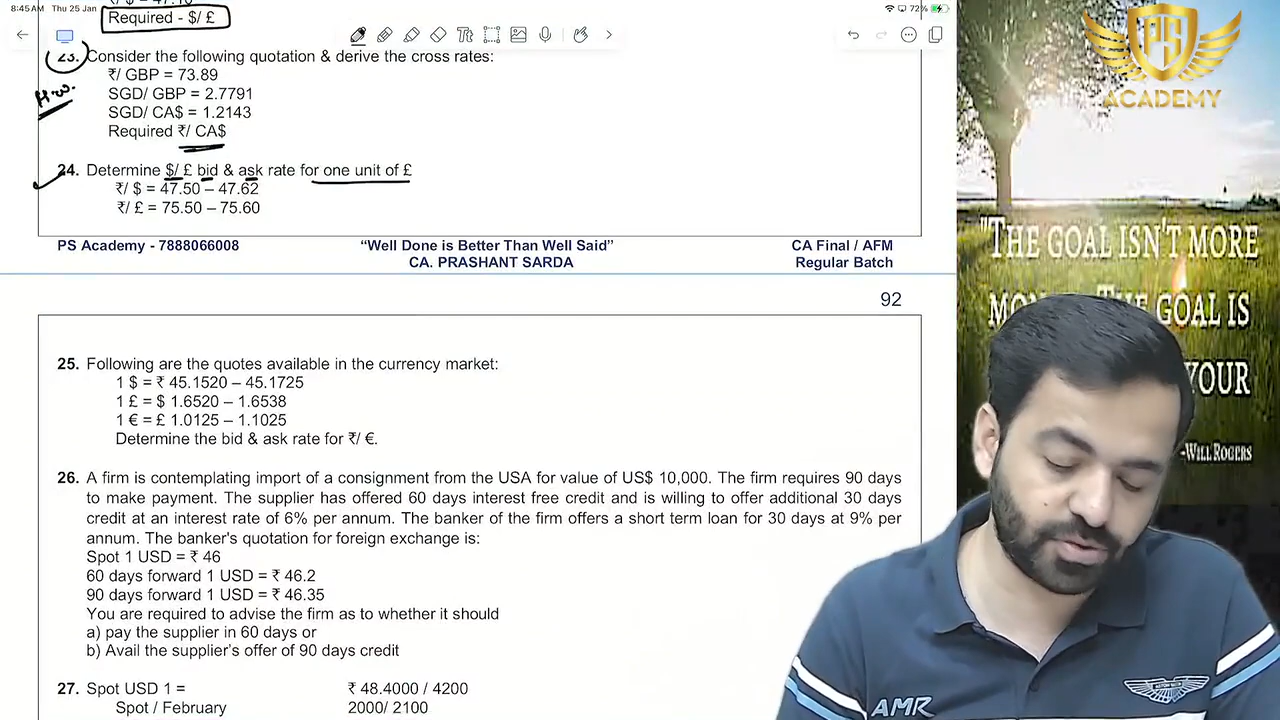 8:45 AM Thu 25 Jan
72%
Required - $/ £
23. Consider the following quotation & derive the cross rates:
H.w.
₹/ GBP = 73.89
SGD/ GBP = 2.7791
SGD/ CA$ = 1.2143
Required ₹/ CA$
24. Determine $/ £ bid & ask rate for one unit of £
₹/ $ = 47.50 – 47.62
₹/ £ = 75.50 – 75.60
PS Academy - 7888066008 “Well Done is Better Than Well Said” CA Final / AFM
CA. PRASHANT SARDA Regular Batch
92
25. Following are the quotes available in the currency market:
1 $ = ₹ 45.1520 – 45.1725
1 £ = $ 1.6520 – 1.6538
1 € = £ 1.0125 – 1.1025
Determine the bid & ask rate for ₹/ €.
26. A firm is contemplating import of a consignment from the USA for value of US$ 10,000. The firm requires 90 days
to make payment. The supplier has offered 60 days interest free credit and is willing to offer additional 30 days
credit at an interest rate of 6% per annum. The banker of the firm offers a short term loan for 30 days at 9% per
annum. The banker's quotation for foreign exchange is:
Spot 1 USD = ₹ 46
60 days forward 1 USD = ₹ 46.2
90 days forward 1 USD = ₹ 46.35
You are required to advise the firm as to whether it should
a) pay the supplier in 60 days or
b) Avail the supplier’s offer of 90 days credit
27. Spot USD 1 = ₹ 48.4000 / 4200
Spot / February 2000/ 2100
PS
ACADEMY
"THE GOAL ISN'T MORE
THE GOAL IS
YOUR
-WILL ROGERS
AMR